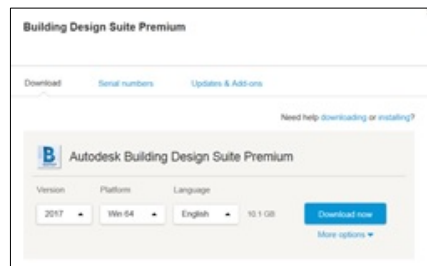 Building Design Suite Premium
Download Serial numbers Updates & Add-ons
Need help downloading or installing?
B Autodesk Building Design Suite Premium
Version Platform Language
2017 Win 64 English 10.1 GB Download now
More options